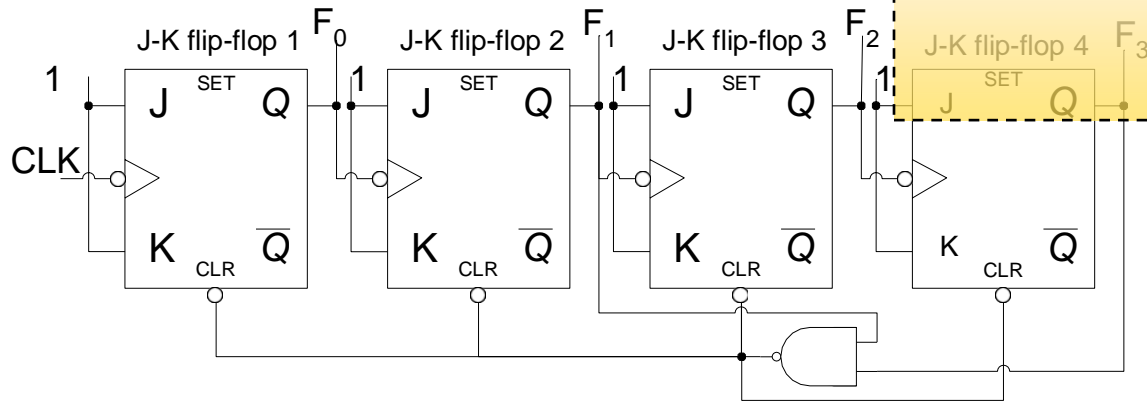 J-K flip-flop 1 F0 J-K flip-flop 2 F1 J-K flip-flop 3 F2 J-K flip-flop 4 F3
1 1 1 1
SET SET SET SET
J Q J Q J Q J Q
CLK
K Q K Q K Q K Q
CLR CLR CLR CLR